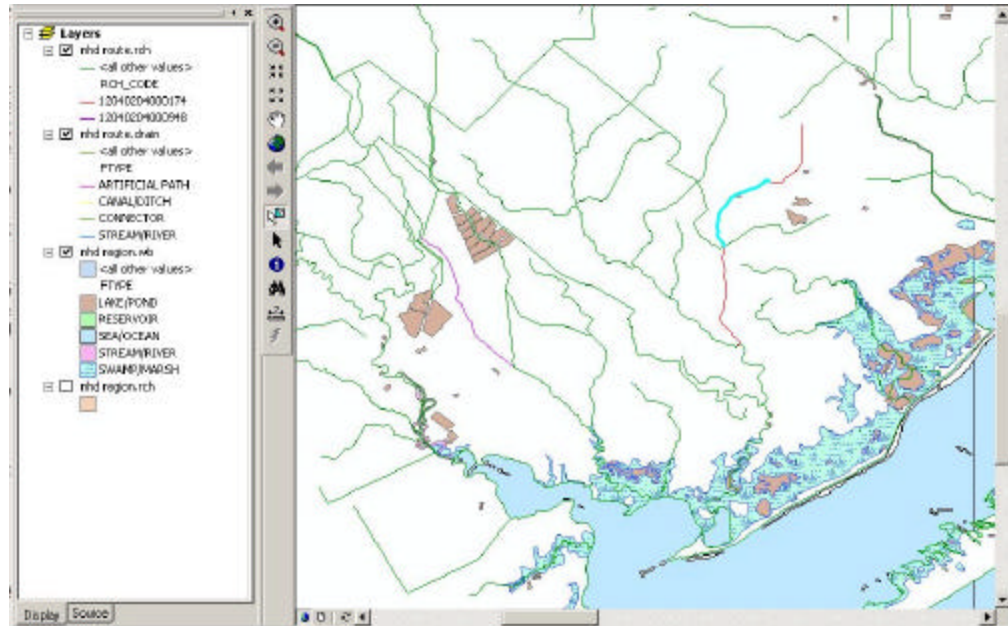 Layers
nhd route.rch
<all other values>
RCH_CODE
12040204000174
12040204000948
nhd route.drain
<all other values>
FTYPE
ARTIFICIAL PATH
CANAL/DITCH
CONNECTOR
STREAM/RIVER
nhd region.wb
<all other values>
FTYPE
LAKE/POND
RESERVOIR
SEA/OCEAN
STREAM/RIVER
SWAMP/MARSH
nhd region.rch
Display
Source